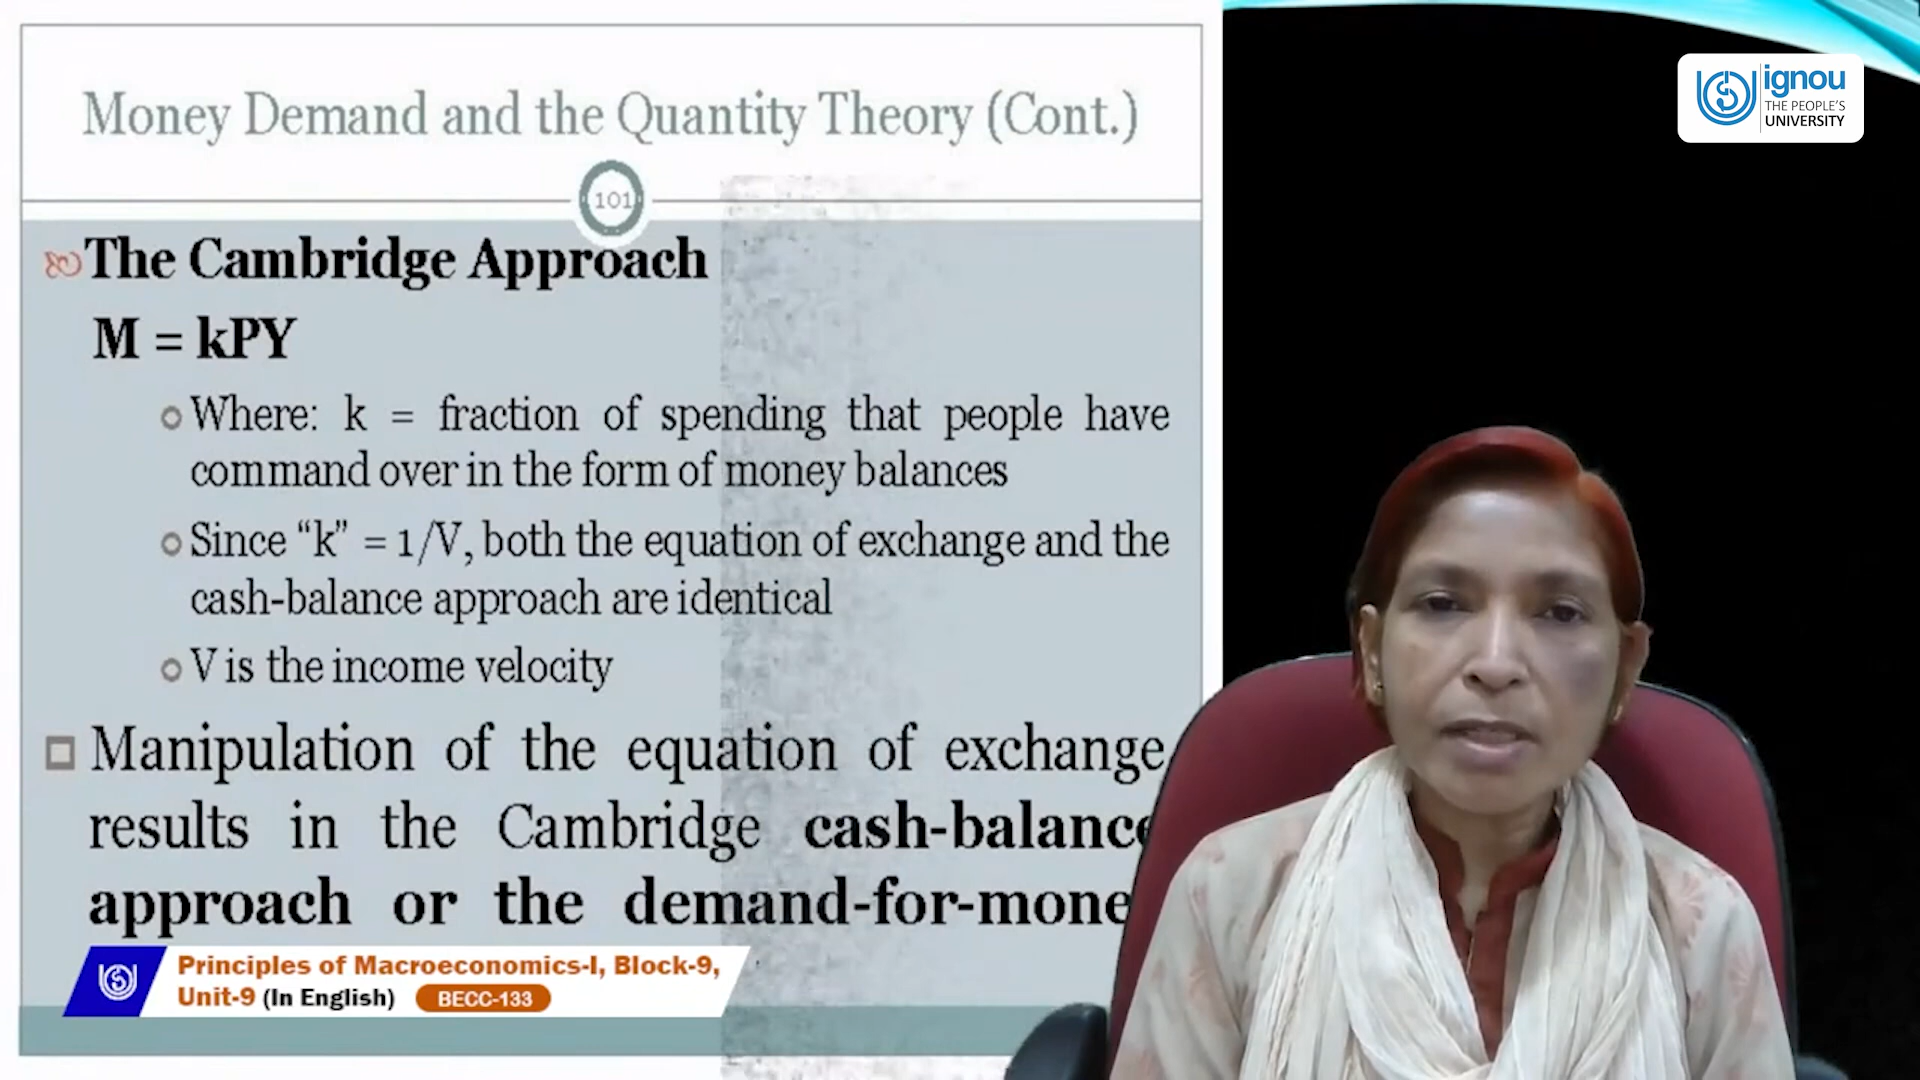 Money Demand and the Quantity Theory (Cont.)
101
The Cambridge Approach
M = kPY
Where: k = fraction of spending that people have
command over in the form of money balances
Since “k” = 1/V, both the equation of exchange and the
cash-balance approach are identical
V is the income velocity
Manipulation of the equation of exchange
results in the Cambridge cash-balance
approach or the demand-for-mone
Principles of Macroeconomics-I, Block-9,
Unit-9 (In English) BECC-133
ignou
THE PEOPLE'S
UNIVERSITY